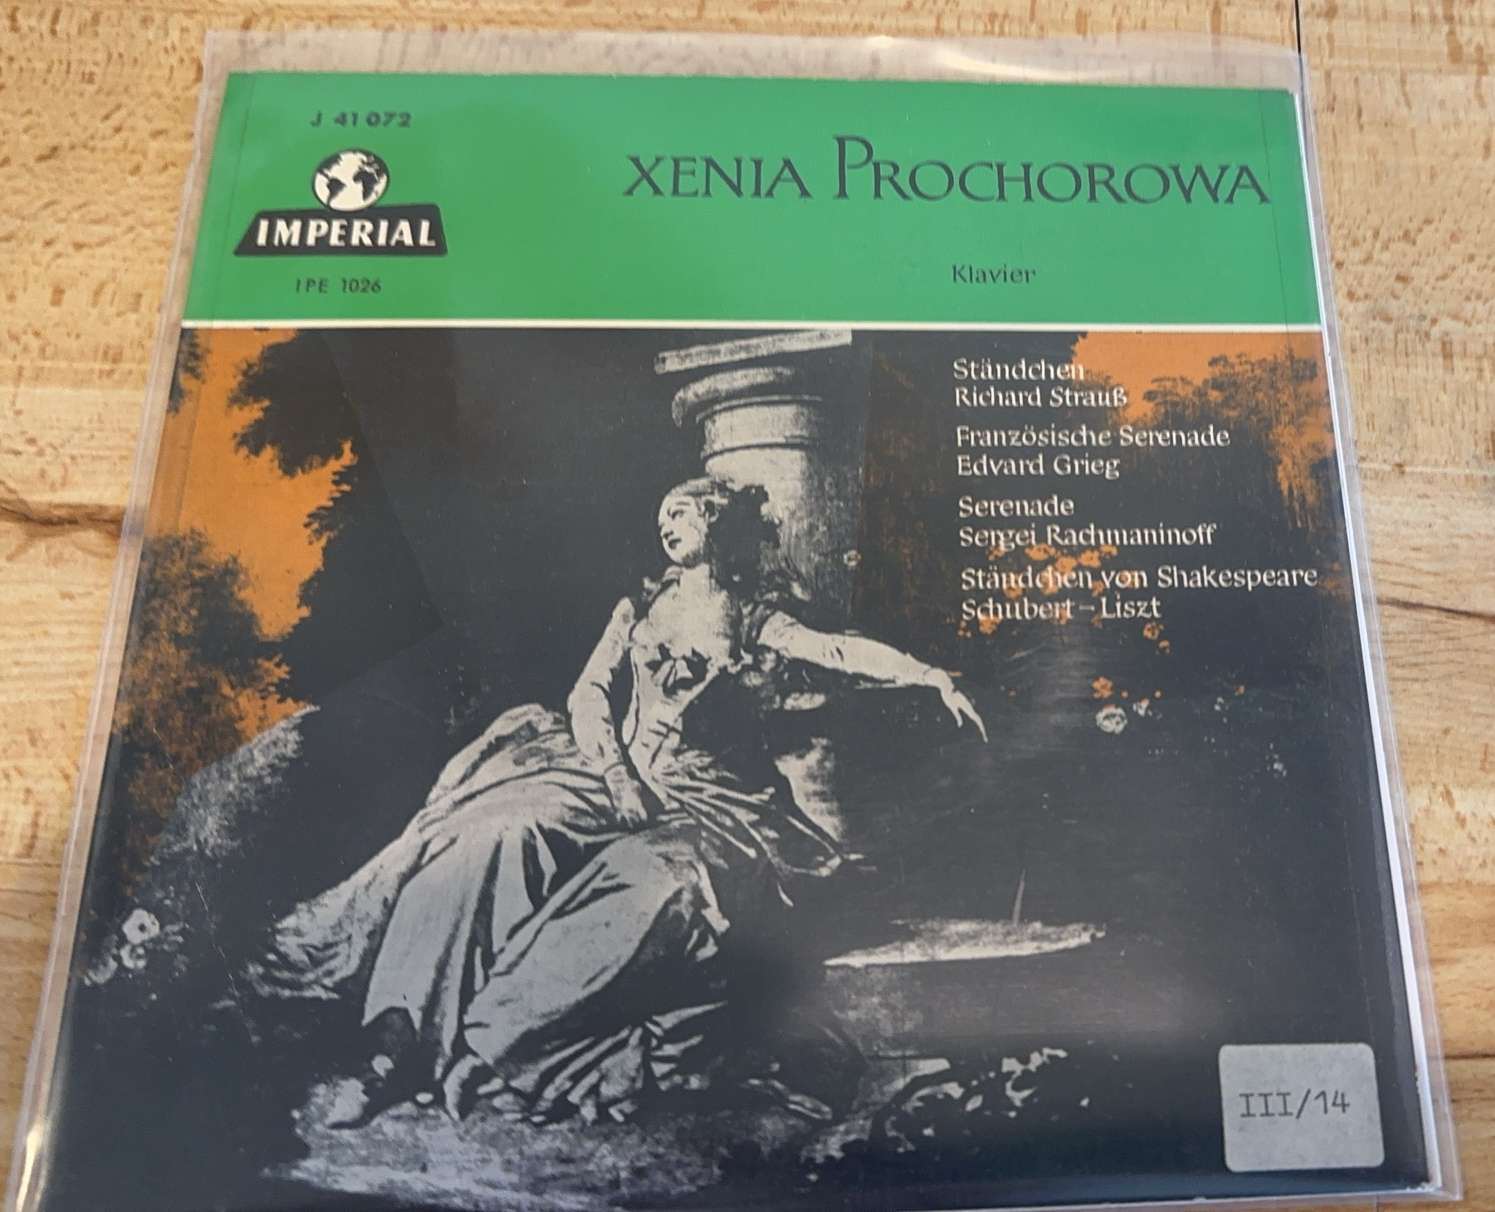 J 41 072
IMPERIAL
IPE 1026
XENIA PROCHOROWA
Klavier
Ständchen
Richard Strauß
Französische Serenade
Edvard Grieg
Serenade
Sergei Rachmaninoff
Ständchen von Shakespeare
Schubert – Liszt
III/14